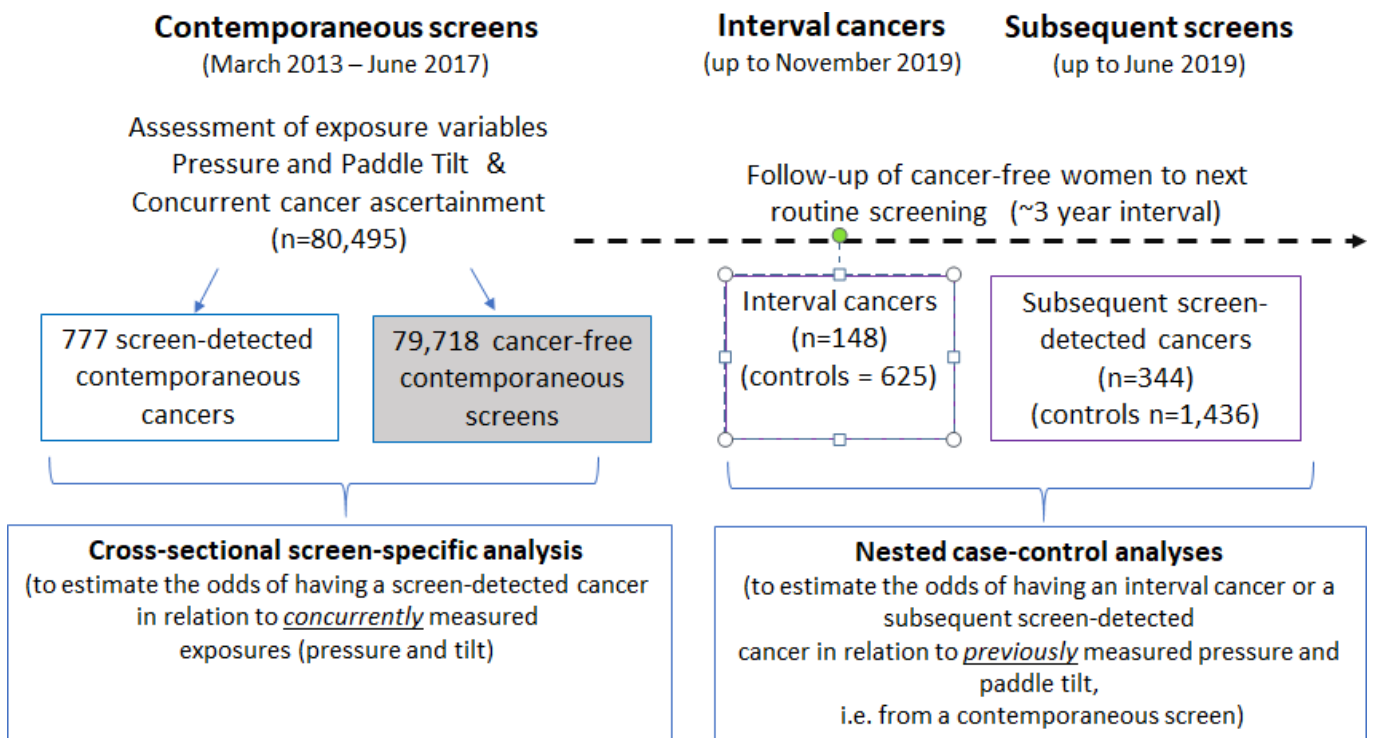 Contemporaneous screens
(March 2013 – June 2017)
Interval cancers
(up to November 2019)
Subsequent screens
(up to June 2019)
Assessment of exposure variables
Pressure and Paddle Tilt &
Concurrent cancer ascertainment
(n=80,495)
Follow-up of cancer-free women to next
routine screening (~3 year interval)
777 screen-detected
contemporaneous
cancers
79,718 cancer-free
contemporaneous
screens
Interval cancers
(n=148)
(controls = 625)
Subsequent screen-
detected cancers
(n=344)
(controls n=1,436)
Cross-sectional screen-specific analysis
(to estimate the odds of having a screen-detected cancer
in relation to concurrently measured
exposures (pressure and tilt)
Nested case-control analyses
(to estimate the odds of having an interval cancer or a
subsequent screen-detected
cancer in relation to previously measured pressure and
paddle tilt,
i.e. from a contemporaneous screen)